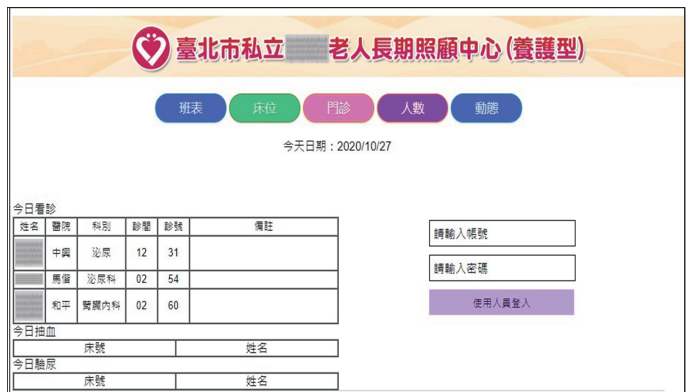 臺北市私立 老人長期照顧中心(養護型)
班表 床位 門診 人數 動態
今天日期：2020/10/27
今日看診
姓名 醫院 科別 診間 診號 備註
中興 泌尿 12 31
馬偕 泌尿科 02 54
和平 腎臟內科 02 60
今日抽血
床號 姓名
今日驗尿
床號 姓名
請輸入帳號
請輸入密碼
使用人員登入